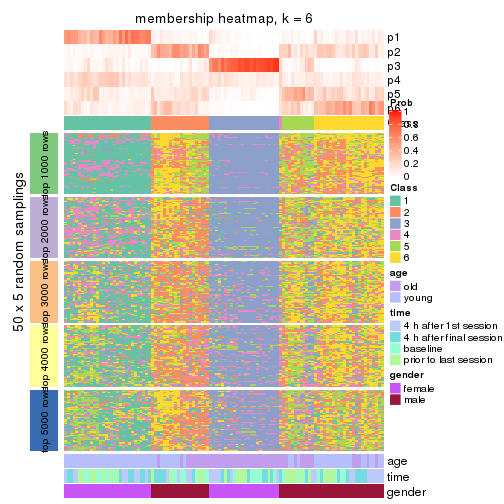 membership heatmap, k = 6
p1
p2
p3
p4
p5
p6
Prob
1
0.8
0.6
0.4
0.2
0
Class
1
2
3
4
5
6
age
old
young
time
4 h after 1st session
4 h after final session
baseline
prior to last session
gender
female
male
50 x 5 random samplings
top 1000 rows
top 2000 rows
top 3000 rows
top 4000 rows
top 5000 rows
age
time
gender